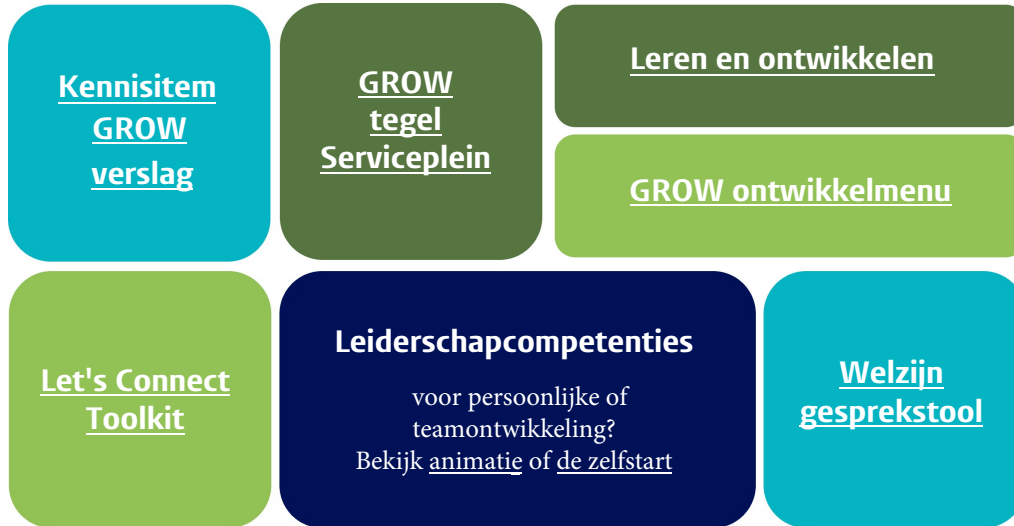 Kennisitem
GROW
verslag
GROW
tegel
Serviceplein
Leren en ontwikkelen
GROW ontwikkelmenu
Let's Connect
Toolkit
Leiderschapcompetenties
voor persoonlijke of
teamontwikkeling?
Bekijk animatie of de zelfstart
Welzijn
gesprekstool